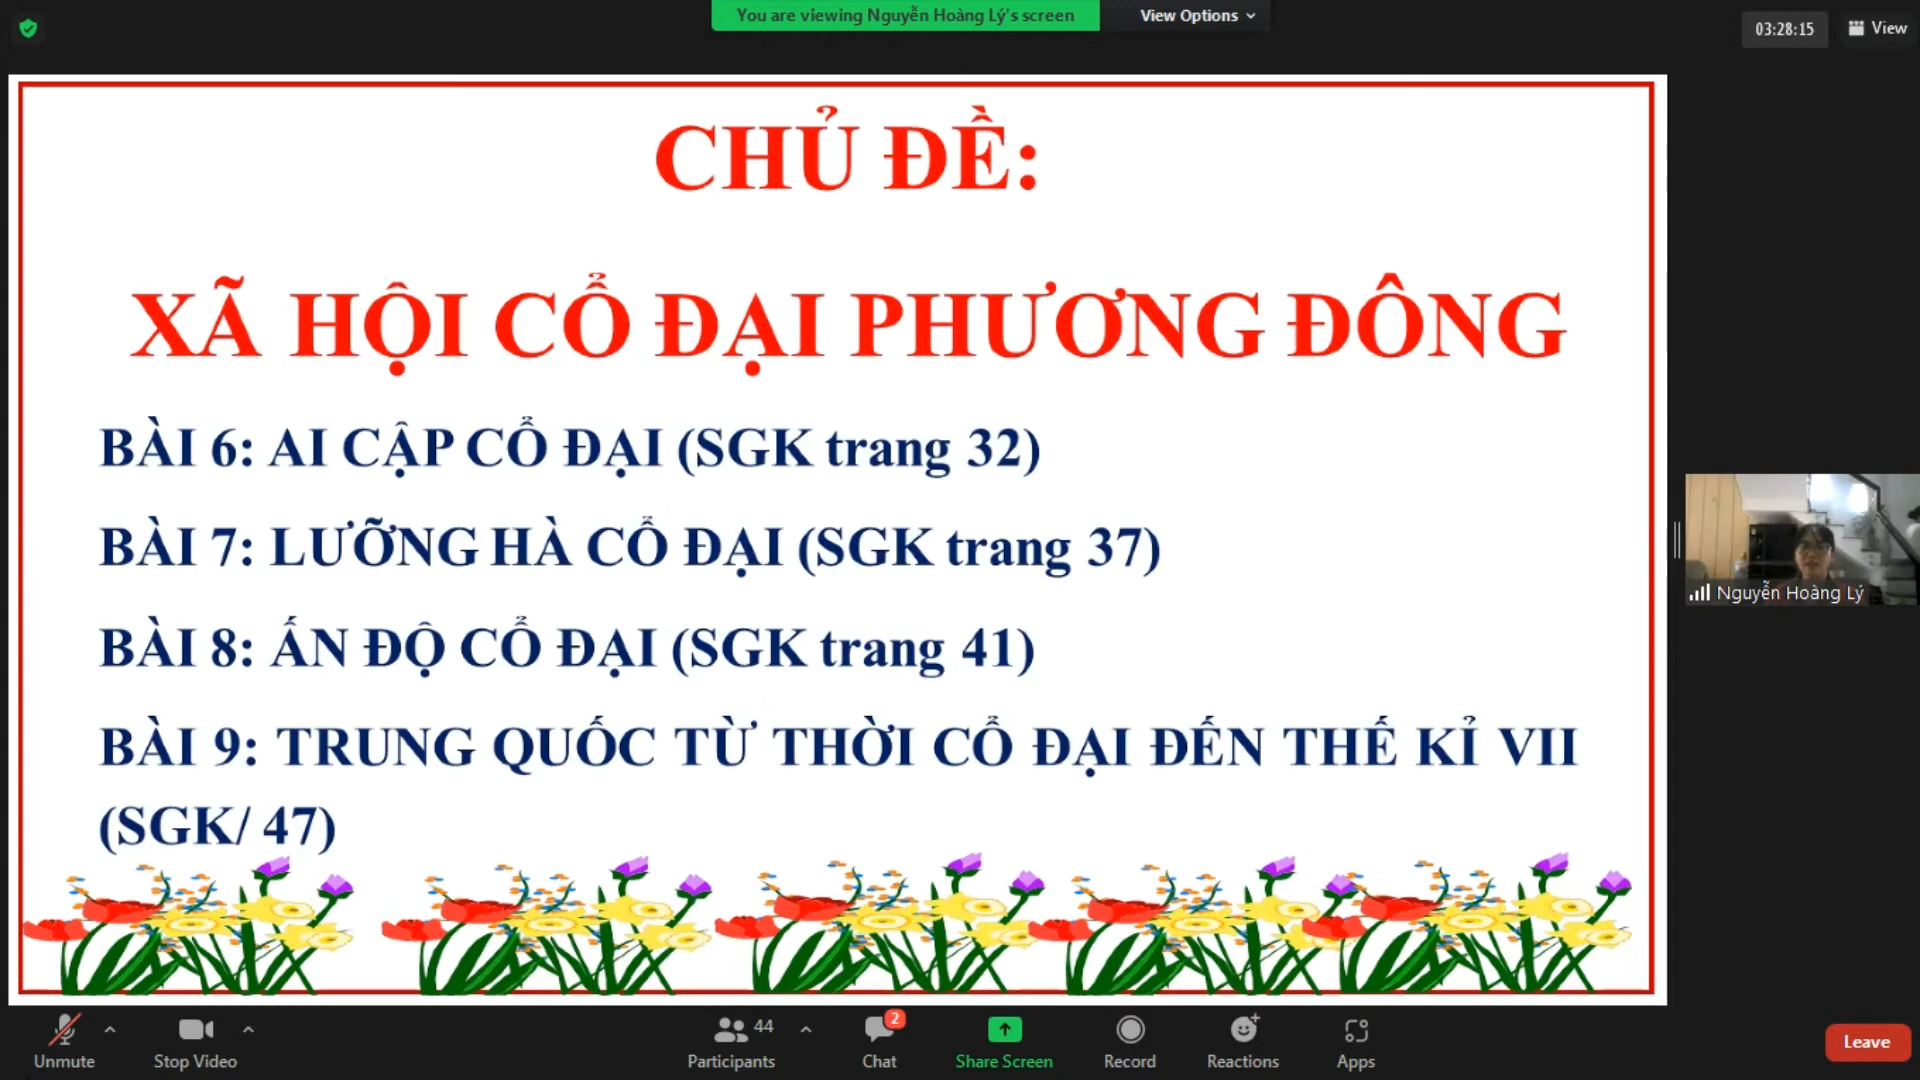 You are viewing Nguyễn Hoàng Lý's screen
View Options
03:28:15
View
CHỦ ĐỀ:
XÃ HỘI CỔ ĐẠI PHƯƠNG ĐÔNG
BÀI 6: AI CẬP CỔ ĐẠI (SGK trang 32)
BÀI 7: LƯỠNG HÀ CỔ ĐẠI (SGK trang 37)
BÀI 8: ẤN ĐỘ CỔ ĐẠI (SGK trang 41)
BÀI 9: TRUNG QUỐC TỪ THỜI CỔ ĐẠI ĐẾN THẾ KỈ VII
(SGK/ 47)
Nguyễn Hoàng Lý
Unmute
Stop Video
44
Participants
2
Chat
Share Screen
Record
Reactions
Apps
Leave